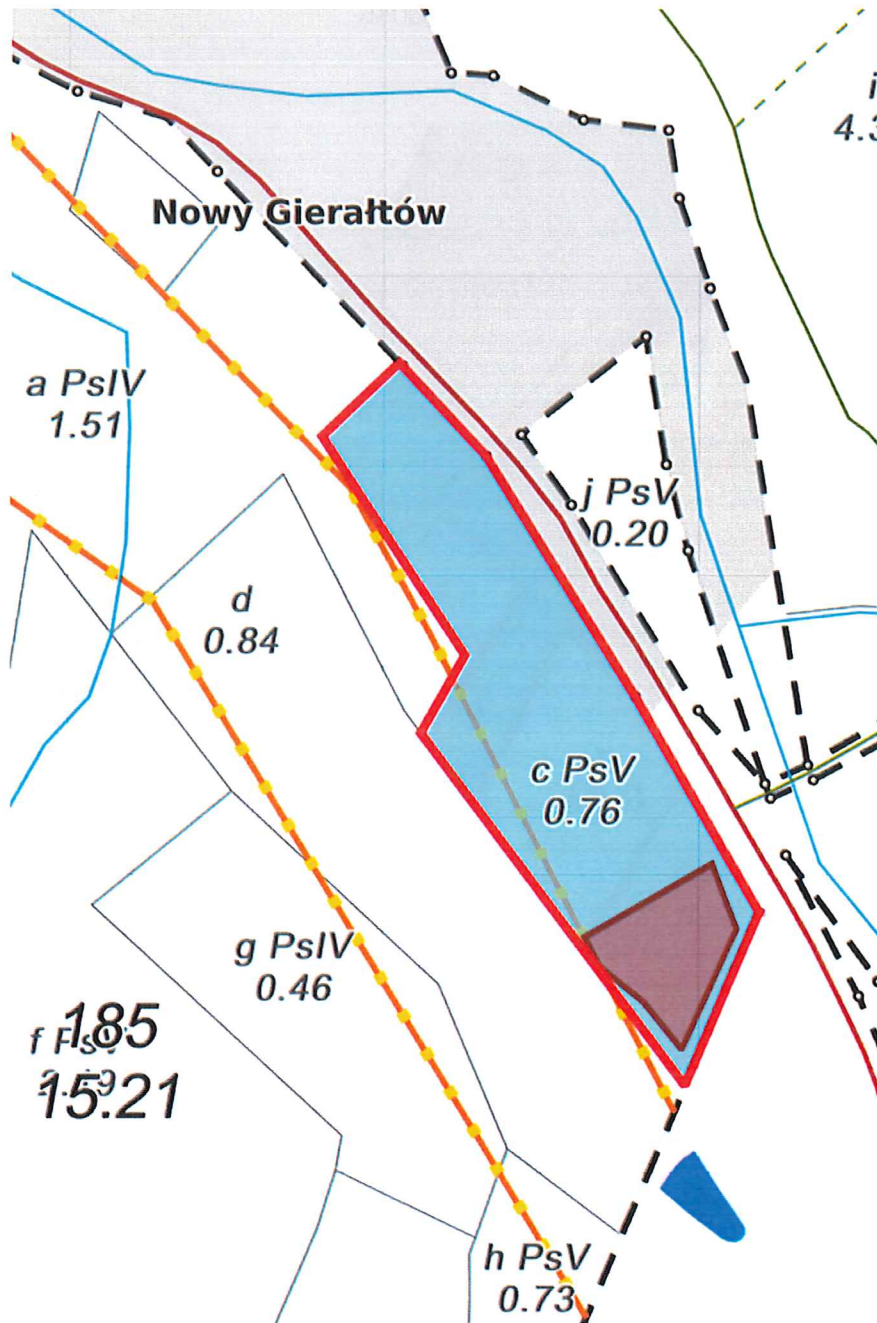 i
Nowy Gierałtów
a PsIV
1.51
j PsV
0.20
d
0.84
c PsV
0.76
g PsIV
0.46
185
15.21
h PsV
0.73